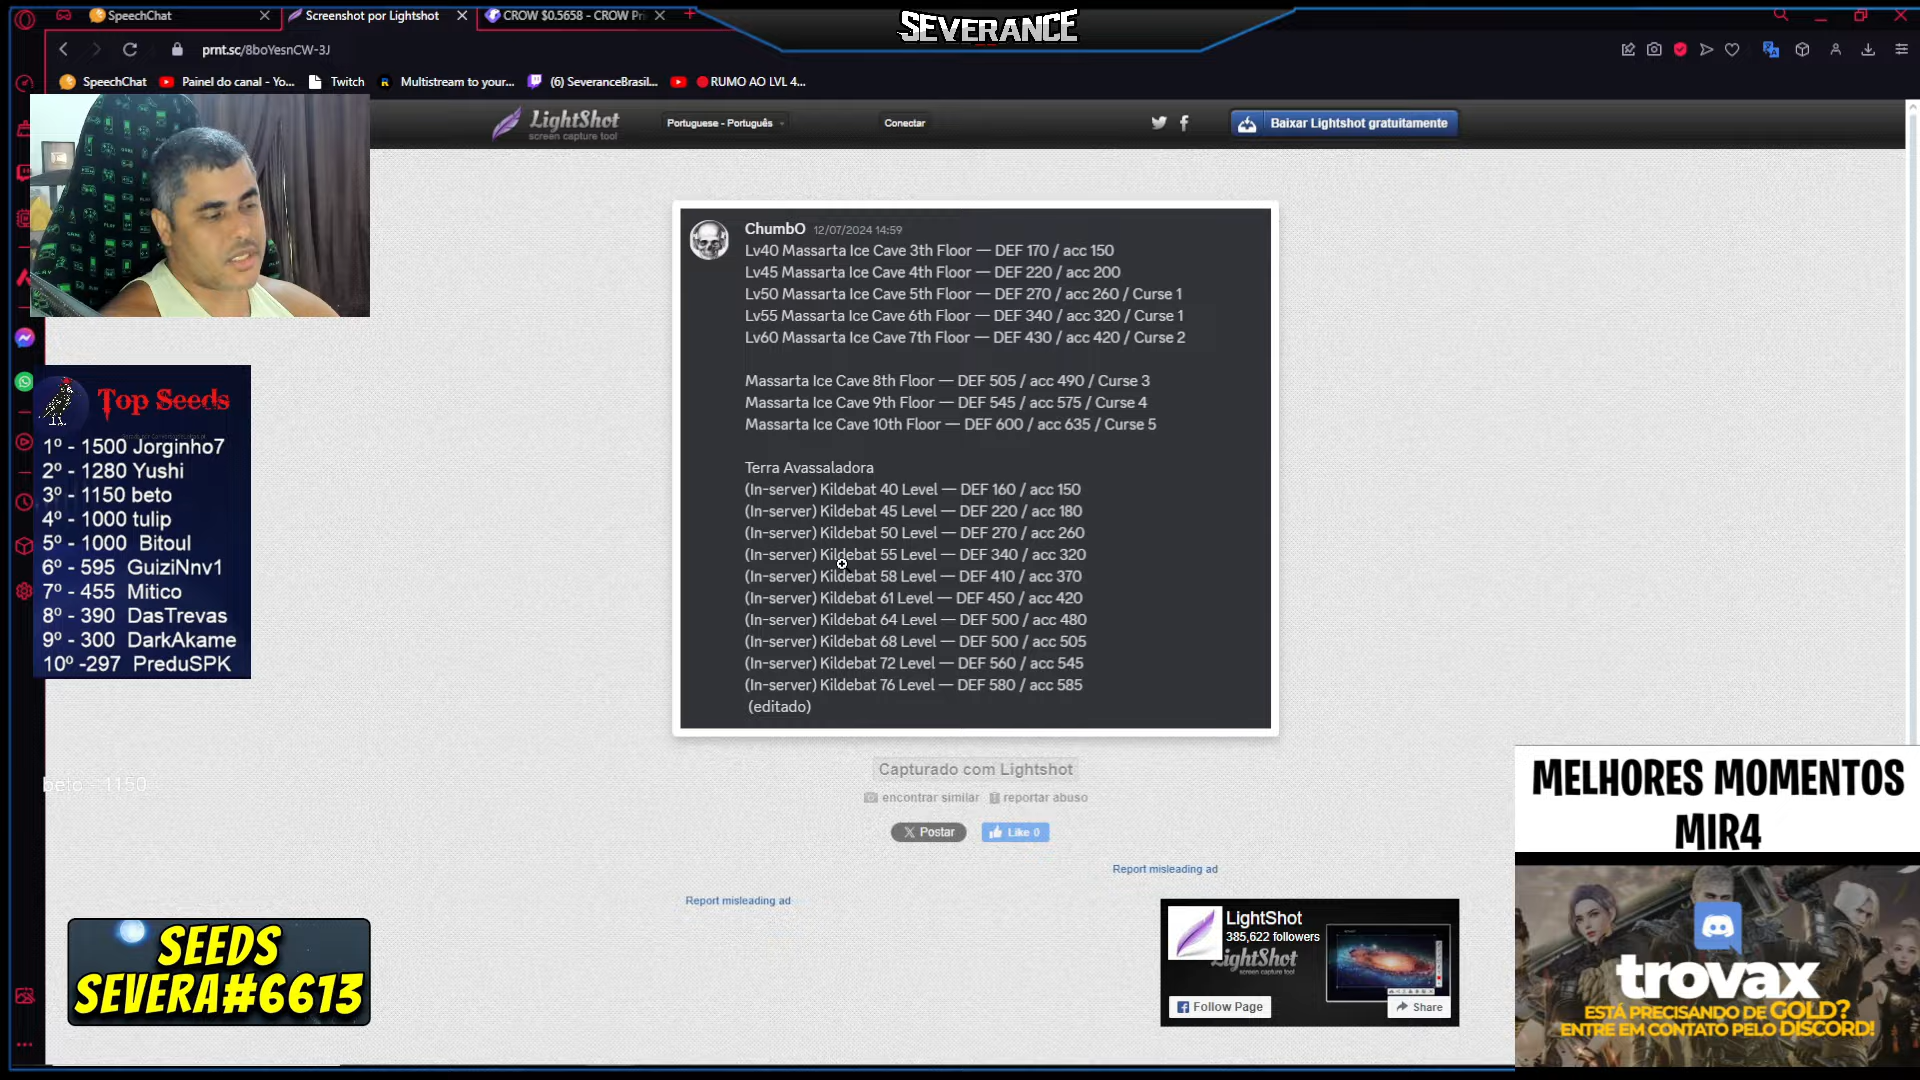 SpeechChat
Screenshot por Lightshot
CROW $0.5658 - CROW Pri
SEVERANCE
prnt.sc/8boYesnCW-3J
SpeechChat
Painel do canal - Yo...
Twitch
Multistream to your...
(6) SeveranceBrasil...
RUMO AO LVL 4...
LightShot
screen capture tool
Portuguese - Português
Conectar
Baixar Lightshot gratuitamente
ChumbO 12/07/2024 14:59
Lv40 Massarta Ice Cave 3th Floor — DEF 170 / acc 150
Lv45 Massarta Ice Cave 4th Floor — DEF 220 / acc 200
Lv50 Massarta Ice Cave 5th Floor — DEF 270 / acc 260 / Curse 1
Lv55 Massarta Ice Cave 6th Floor — DEF 340 / acc 320 / Curse 1
Lv60 Massarta Ice Cave 7th Floor — DEF 430 / acc 420 / Curse 2
Massarta Ice Cave 8th Floor — DEF 505 / acc 490 / Curse 3
Massarta Ice Cave 9th Floor — DEF 545 / acc 575 / Curse 4
Massarta Ice Cave 10th Floor — DEF 600 / acc 635 / Curse 5
Terra Avassaladora
(In-server) Kildebat 40 Level — DEF 160 / acc 150
(In-server) Kildebat 45 Level — DEF 220 / acc 180
(In-server) Kildebat 50 Level — DEF 270 / acc 260
(In-server) Kildebat 55 Level — DEF 340 / acc 320
(In-server) Kildebat 58 Level — DEF 410 / acc 370
(In-server) Kildebat 61 Level — DEF 450 / acc 420
(In-server) Kildebat 64 Level — DEF 500 / acc 480
(In-server) Kildebat 68 Level — DEF 500 / acc 505
(In-server) Kildebat 72 Level — DEF 560 / acc 545
(In-server) Kildebat 76 Level — DEF 580 / acc 585
(editado)
Top Seeds
1º - 1500 Jorginho7
2º - 1280 Yushi
3º - 1150 beto
4º - 1000 tulip
5º - 1000 Bitoul
6º - 595 GuiziNnv1
7º - 455 Mitico
8º - 390 DasTrevas
9º - 300 DarkAkame
10º -297 PreduSPK
beto - 1150
Capturado com Lightshot
encontrar similar
reportar abuso
Postar
Like 0
Report misleading ad
Report misleading ad
LightShot
385,622 followers
LightShot
screen capture tool
Follow Page
Share
SEEDS
SEVERA#6613
MELHORES MOMENTOS
MIR4
trovax
ESTÁ PRECISANDO DE GOLD?
ENTRE EM CONTATO PELO DISCORD!